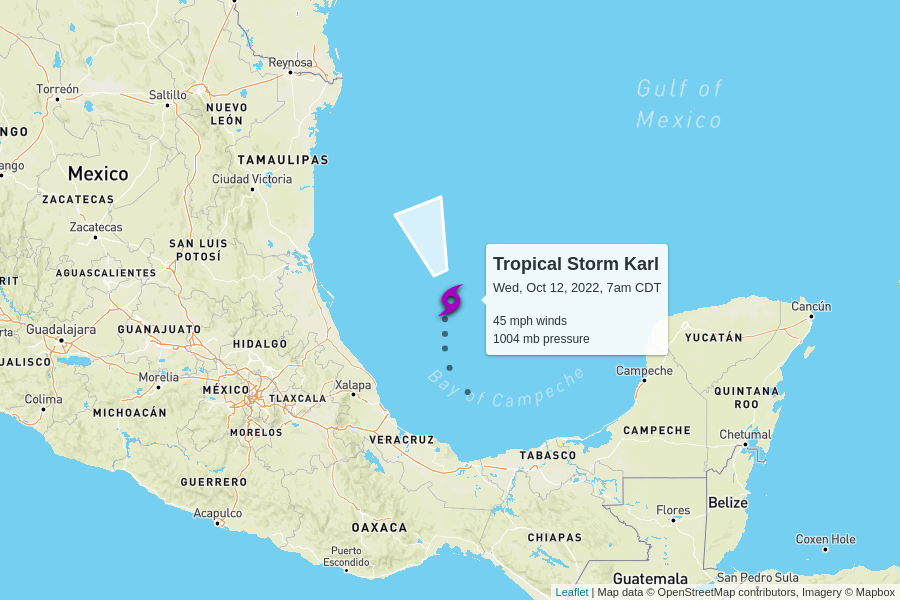 Reynosa
Torreón
Saltillo
Gulf of
Mexico
NUEVO
LEÓN
NGO
TAMAULIPAS
ango
Mexico
Ciudad Victoria
ZACATECAS
Zacatecas
SAN LUIS
POTOSÍ
Tropical Storm Karl
Wed, Oct 12, 2022, 7am CDT
45 mph winds
1004 mb pressure
AGUASCALIENTES
RIT
Cancún
rta
Guadalajara
GUANAJUATO
YUCATÁN
HIDALGO
JALISCO
Campeche
Morelia
Xalapa
Bay of Campeche
MÉXICO
TLAXCALA
QUINTANA
ROO
Colima
MICHOACÁN
MORELOS
VERACRUZ
CAMPECHE
Chetumal
TABASCO
GUERRERO
Belize
Flores
Acapulco
OAXACA
CHIAPAS
Coxen Hole
Puerto
Escondido
Guatemala
San Pedro Sula
Leaflet | Map data © OpenStreetMap contributors, Imagery © Mapbox